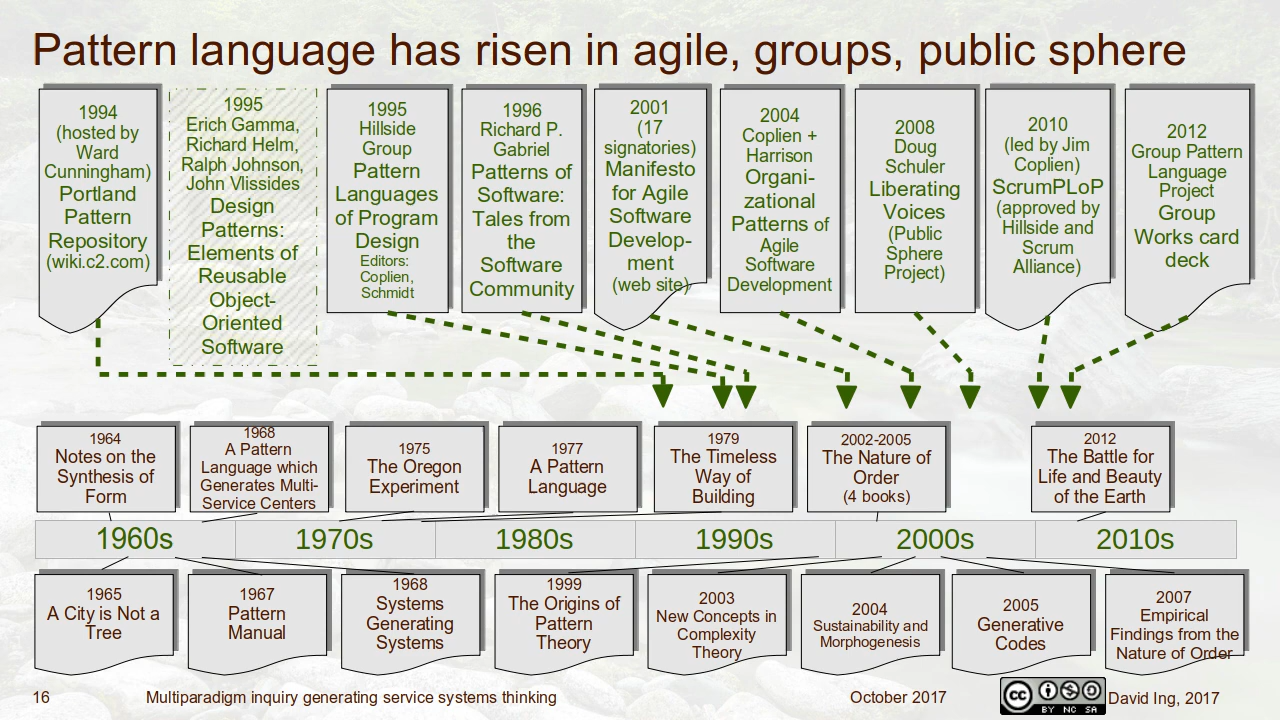 Pattern language has risen in agile, groups, public sphere
1994
(hosted by
Ward
Cunningham)
Portland
Pattern
Repository
(wiki.c2.com)
1995
Erich Gamma,
Richard Helm,
Ralph Johnson,
John Vlissides
Design
Patterns:
Elements of
Reusable
Object-
Oriented
Software
1995
Hillside
Group
Pattern
Languages
of Program
Design
Editors:
Coplien,
Schmidt
1996
Richard P.
Gabriel
Patterns of
Software:
Tales from
the
Software
Community
2001
(17
signatories)
Manifesto
for Agile
Software
Develop-
ment
(web site)
2004
Coplien +
Harrison
Organi-
zational
Patterns of
Agile
Software
Development
2008
Doug
Schuler
Liberating
Voices
(Public
Sphere
Project)
2010
(led by Jim
Coplien)
ScrumPLoP
(approved by
Hillside and
Scrum
Alliance)
2012
Group Pattern
Language
Project
Group
Works card
deck
1964
Notes on the
Synthesis of
Form
1968
A Pattern
Language which
Generates Multi-
Service Centers
1975
The Oregon
Experiment
1977
A Pattern
Language
1979
The Timeless
Way of
Building
2002-2005
The Nature of
Order
(4 books)
2012
The Battle for
Life and Beauty
of the Earth
1960s
1970s
1980s
1990s
2000s
2010s
1965
A City is Not a
Tree
1967
Pattern
Manual
1968
Systems
Generating
Systems
1999
The Origins of
Pattern
Theory
2003
New Concepts in
Complexity
Theory
2004
Sustainability and
Morphogenesis
2005
Generative
Codes
2007
Empirical
Findings from the
Nature of Order
16
Multiparadigm inquiry generating service systems thinking
October 2017
cc
BY NC SA
David Ing, 2017